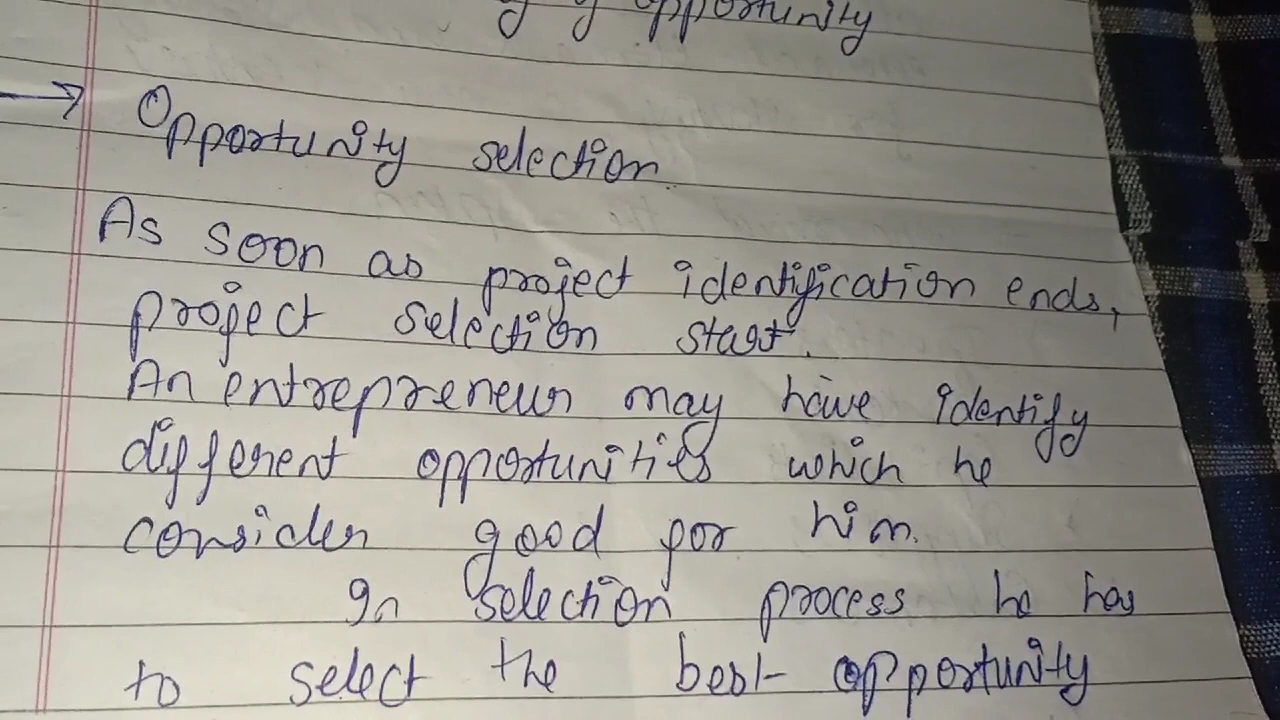 opportunity
→ Opportunity selection.
As soon as project identification ends,
project selection start.
An entrepreneur may have identify
different opportunities which he
consider good for him.
In selection process he has
to select the best opportunity